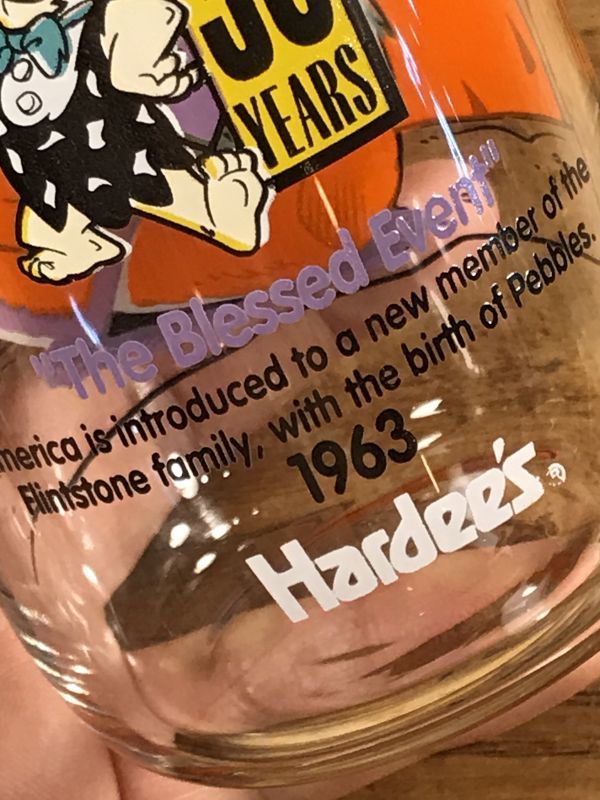 YEARS
"The Blessed Event"
is introduced to a new member of the
Flintstone family, with the birth of Pebbles.
1963
Hardee's®